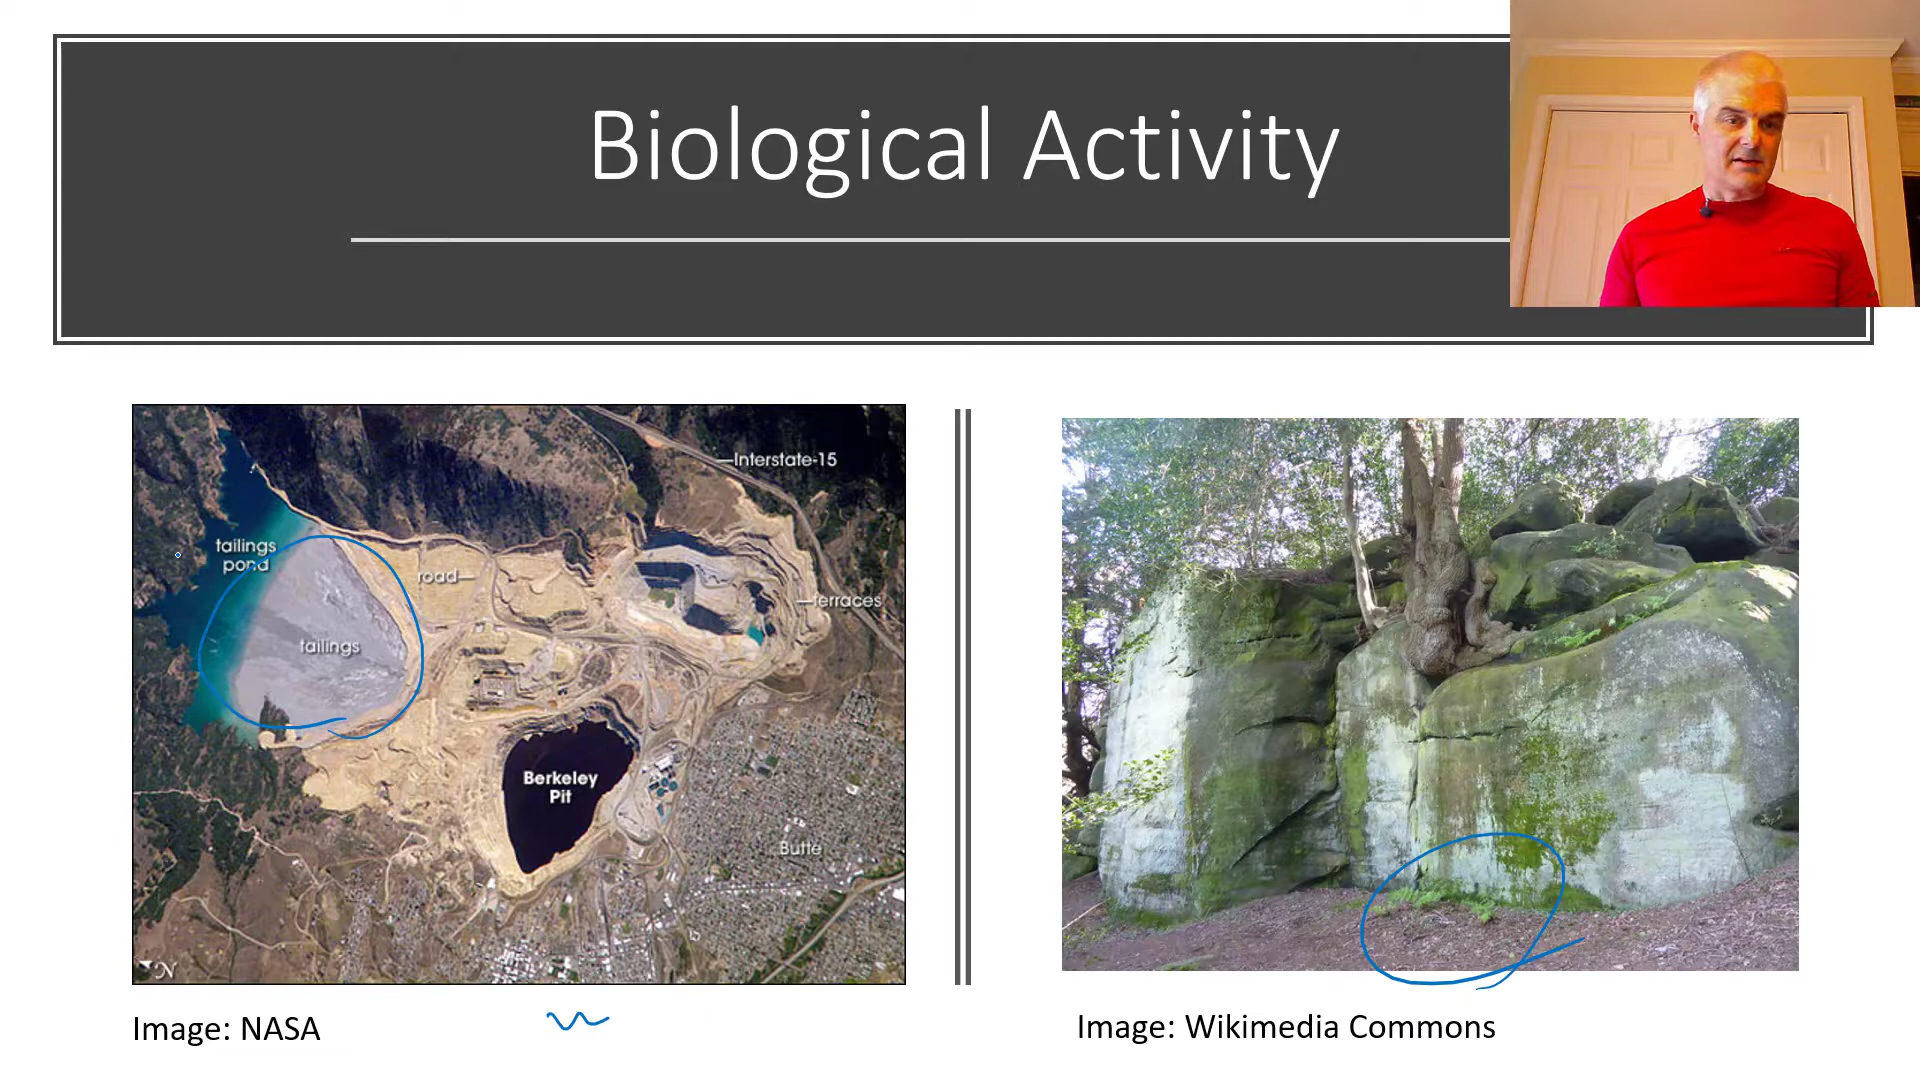 Biological Activity
Interstate-15
tailings
pond
road
terraces
tailings
Berkeley
Pit
Butte
N
Image: NASA
Image: Wikimedia Commons